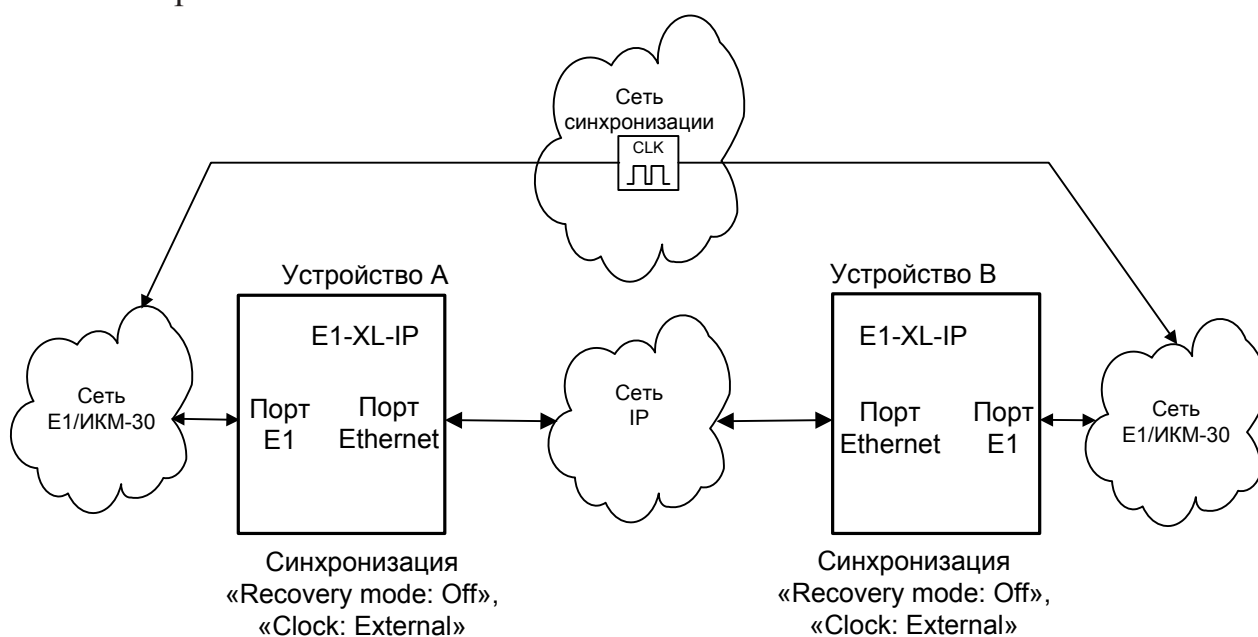 Сеть
синхронизации
CLK
Устройство А
Устройство В
E1-XL-IP
E1-XL-IP
Сеть
Е1/ИКМ-30
Порт
Е1
Порт
Ethernet
Сеть
IP
Порт
Ethernet
Порт
Е1
Сеть
Е1/ИКМ-30
Синхронизация
«Recovery mode: Off»,
«Clock: External»
Синхронизация
«Recovery mode: Off»,
«Clock: External»